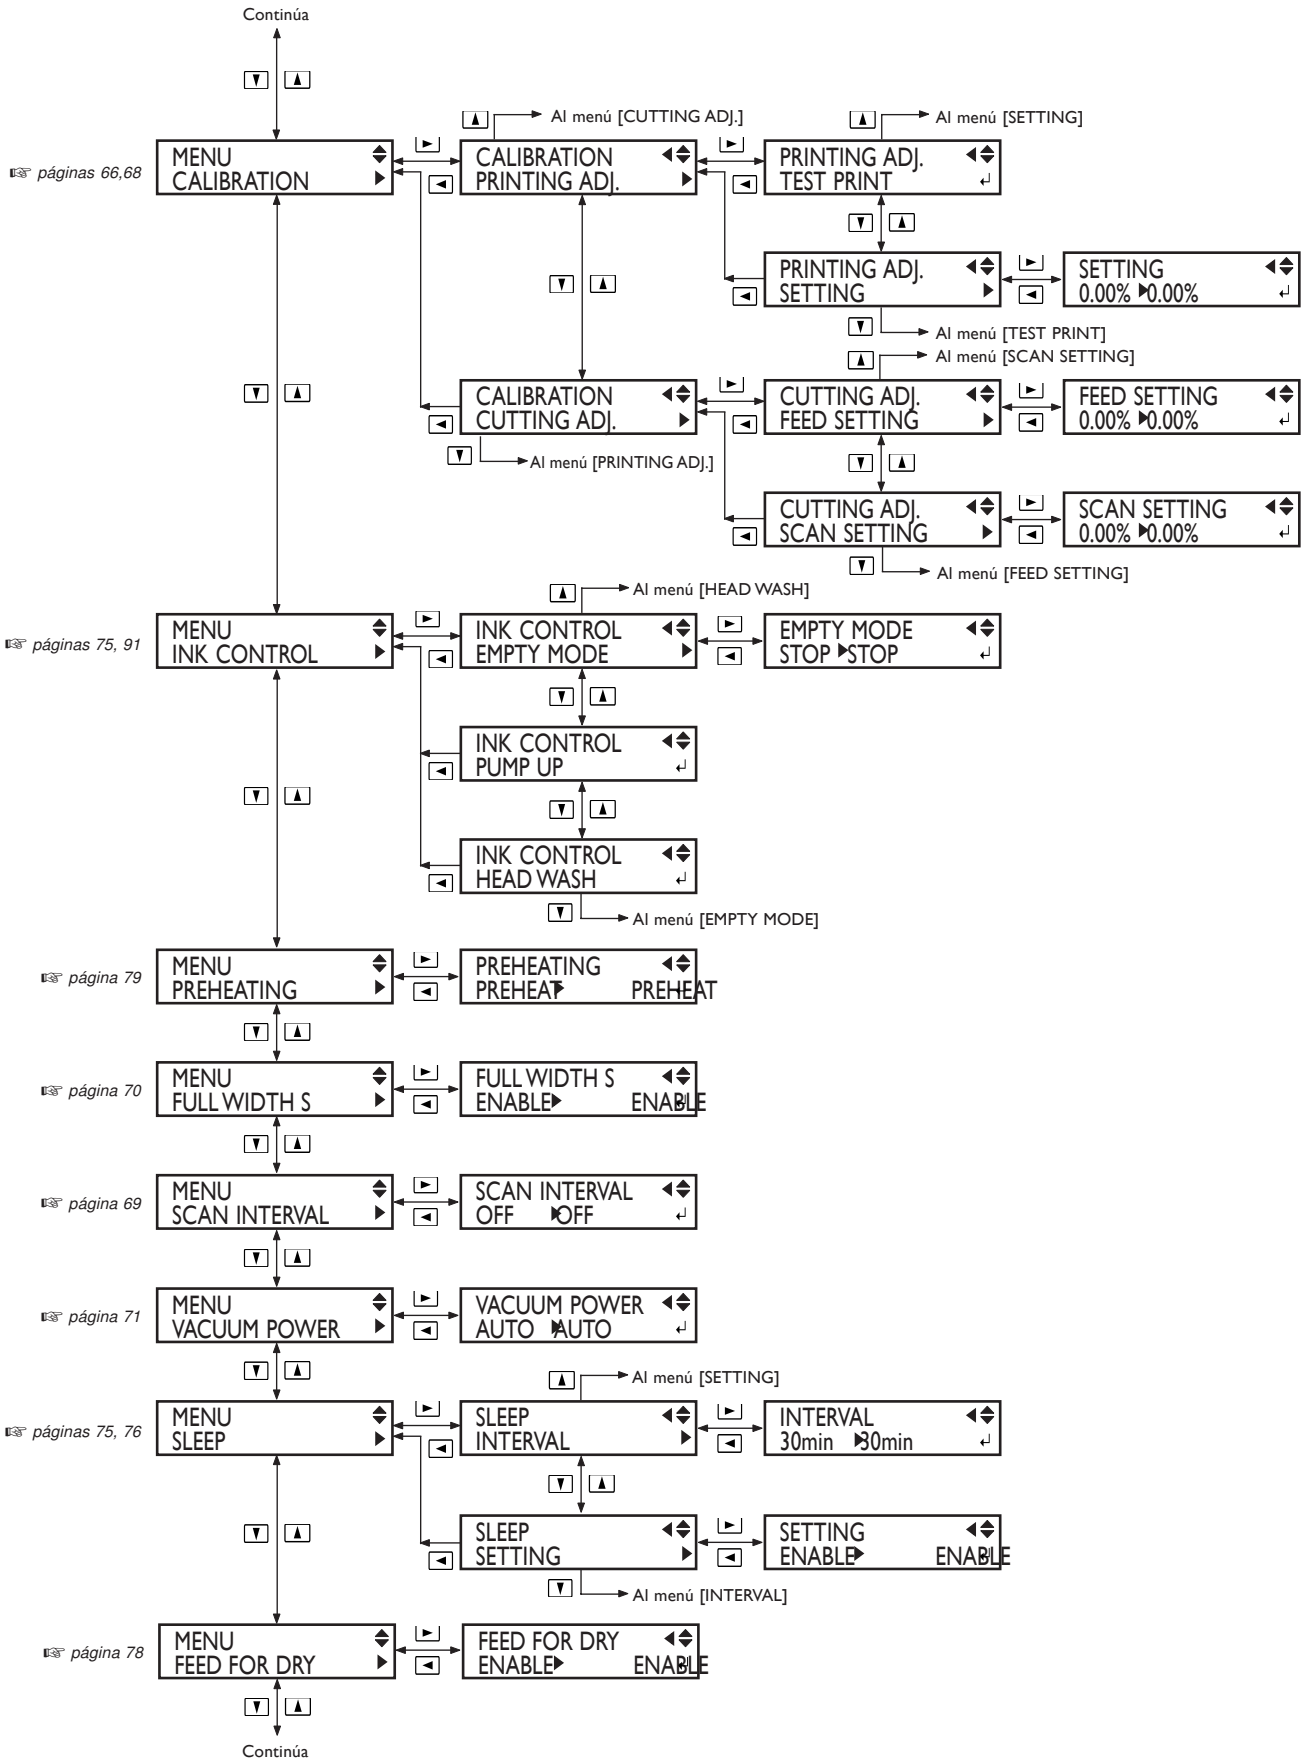 Continúa
Al menú [CUTTING ADJ.]
Al menú [SETTING]
páginas 66,68
MENU
CALIBRATION
CALIBRATION
PRINTING ADJ.
PRINTING ADJ.
TEST PRINT
PRINTING ADJ.
SETTING
SETTING
0.00% 0.00%
Al menú [TEST PRINT]
Al menú [SCAN SETTING]
CALIBRATION
CUTTING ADJ.
CUTTING ADJ.
FEED SETTING
FEED SETTING
0.00% 0.00%
Al menú [PRINTING ADJ.]
CUTTING ADJ.
SCAN SETTING
SCAN SETTING
0.00% 0.00%
Al menú [FEED SETTING]
Al menú [HEAD WASH]
páginas 75, 91
MENU
INK CONTROL
INK CONTROL
EMPTY MODE
EMPTY MODE
STOP STOP
INK CONTROL
PUMP UP
INK CONTROL
HEAD WASH
Al menú [EMPTY MODE]
página 79
MENU
PREHEATING
PREHEATING
PREHEAT PREHEAT
página 70
MENU
FULL WIDTH S
FULL WIDTH S
ENABLE ENABLE
página 69
MENU
SCAN INTERVAL
SCAN INTERVAL
OFF OFF
página 71
MENU
VACUUM POWER
VACUUM POWER
AUTO AUTO
Al menú [SETTING]
páginas 75, 76
MENU
SLEEP
SLEEP
INTERVAL
INTERVAL
30min 30min
SLEEP
SETTING
SETTING
ENABLE ENABLE
Al menú [INTERVAL]
página 78
MENU
FEED FOR DRY
FEED FOR DRY
ENABLE ENABLE
Continúa